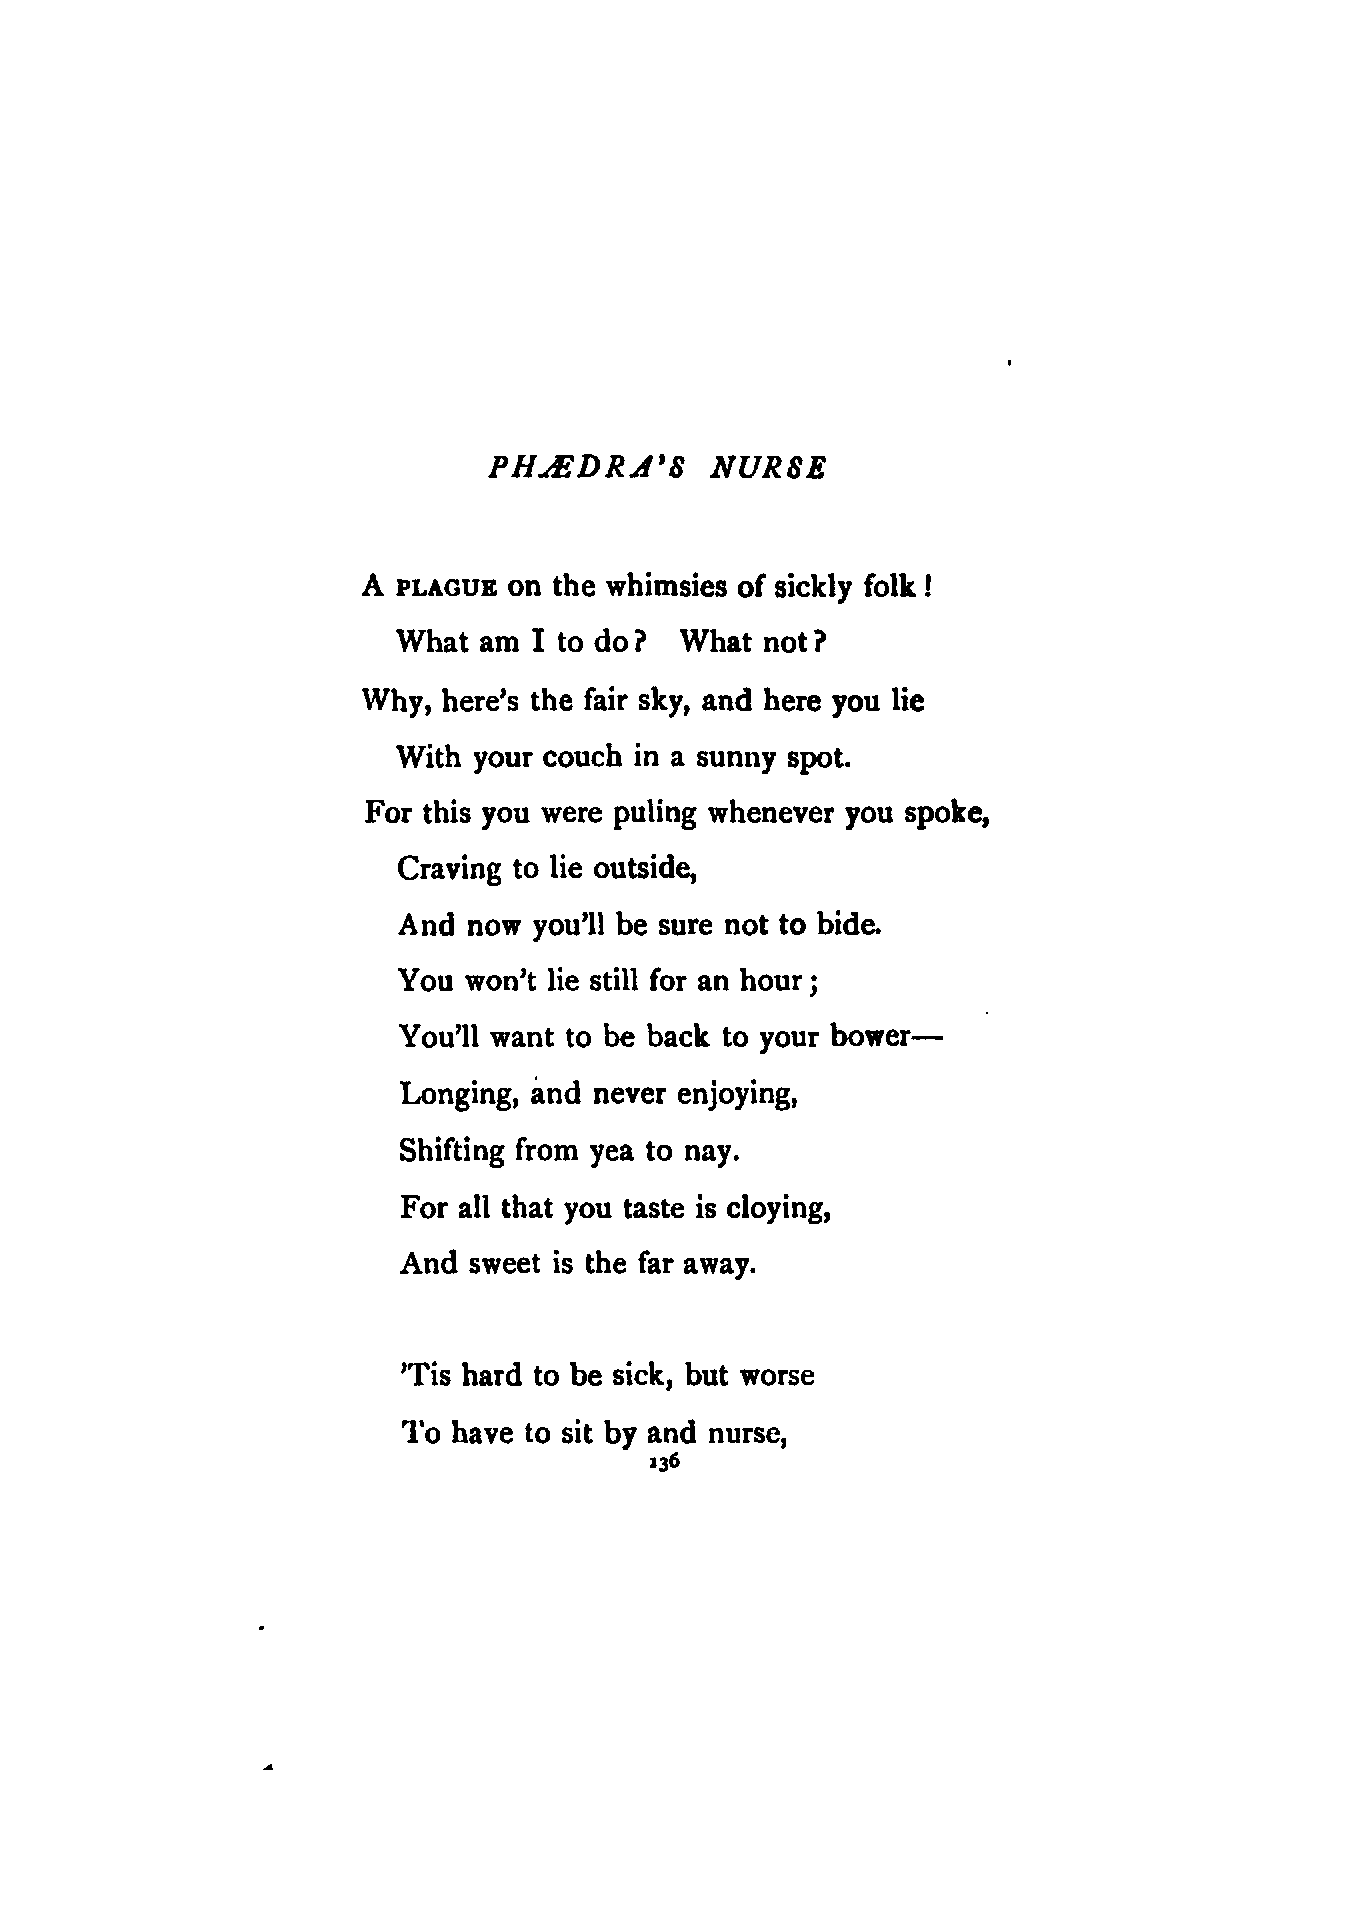 PHÆDRA'S NURSE
A PLAGUE on the whimsies of sickly folk !
What am I to do ? What not ?
Why, here's the fair sky, and here you lie
With your couch in a sunny spot.
For this you were puling whenever you spoke,
Craving to lie outside,
And now you'll be sure not to bide.
You won't lie still for an hour ;
You'll want to be back to your bower—
Longing, and never enjoying,
Shifting from yea to nay.
For all that you taste is cloying,
And sweet is the far away.
'Tis hard to be sick, but worse
To have to sit by and nurse,
136